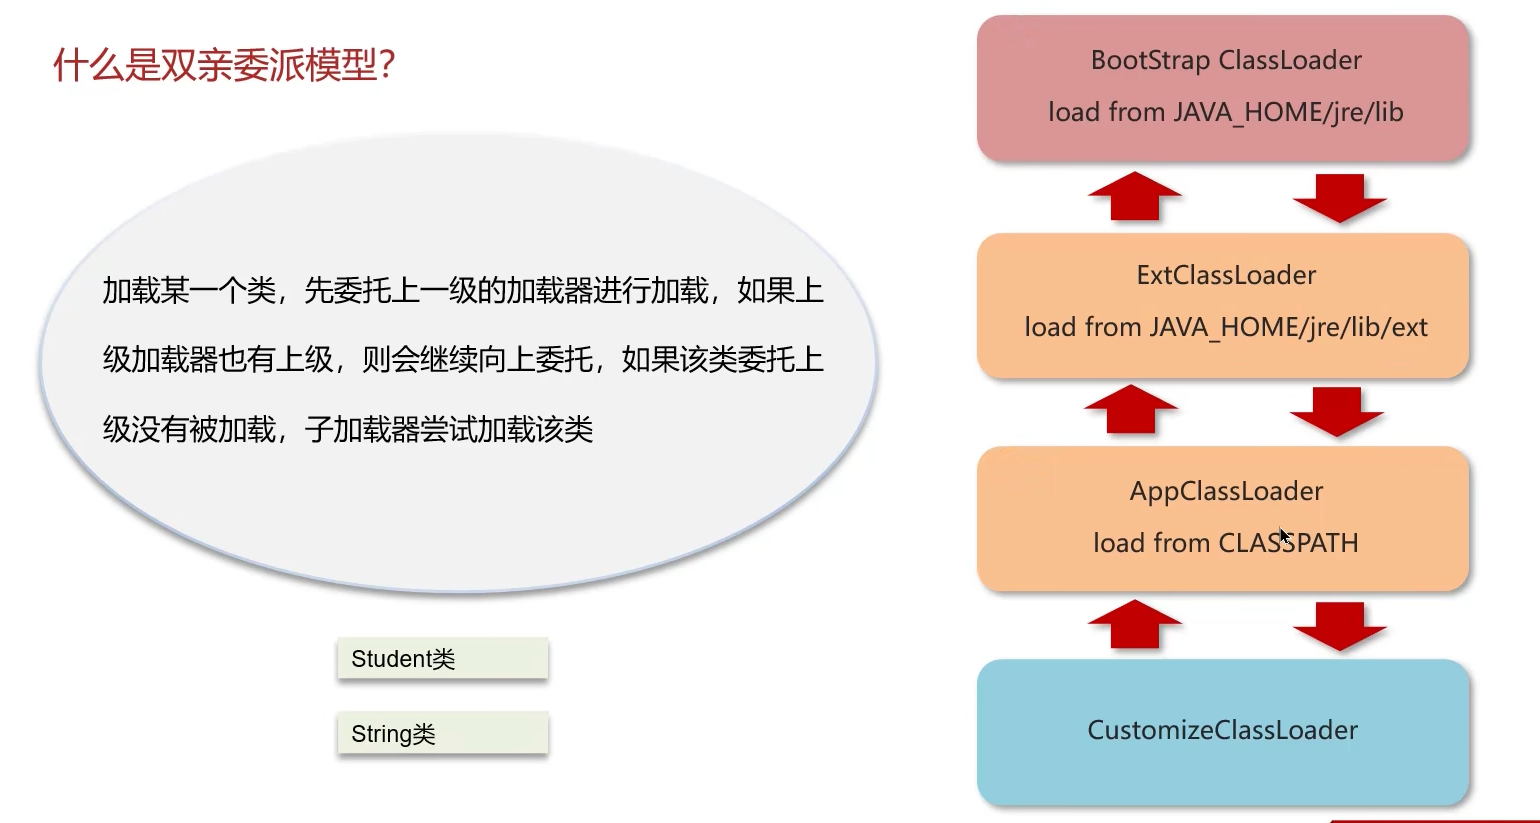 什么是双亲委派模型？
加载某一个类，先委托上一级的加载器进行加载，如果上
级加载器也有上级，则会继续向上委托，如果该类委托上
级没有被加载，子加载器尝试加载该类
Student类
String类
BootStrap ClassLoader
load from JAVA_HOME/jre/lib
ExtClassLoader
load from JAVA_HOME/jre/lib/ext
AppClassLoader
load from CLASSPATH
CustomizeClassLoader